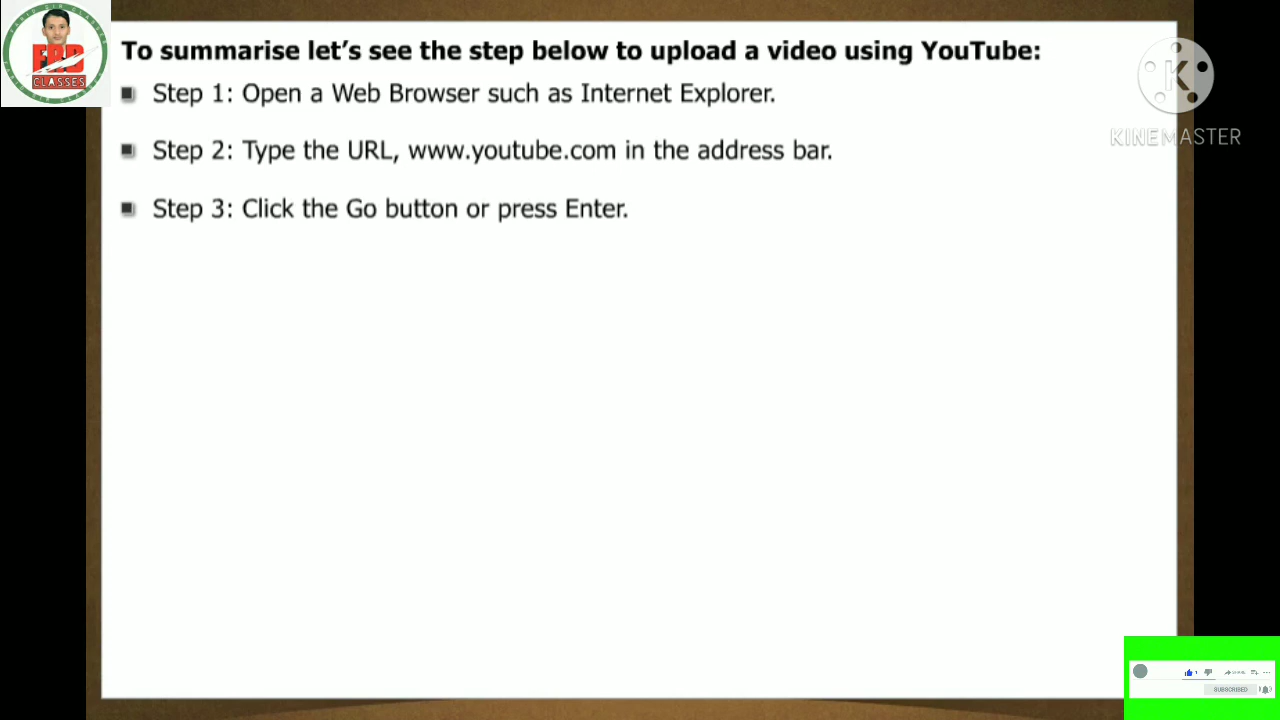 To summarise let's see the step below to upload a video using YouTube:
Step 1: Open a Web Browser such as Internet Explorer.
Step 2: Type the URL, www.youtube.com in the address bar.
Step 3: Click the Go button or press Enter.
K
KINEMASTER
CLASSES
1
SUBSCRIBED